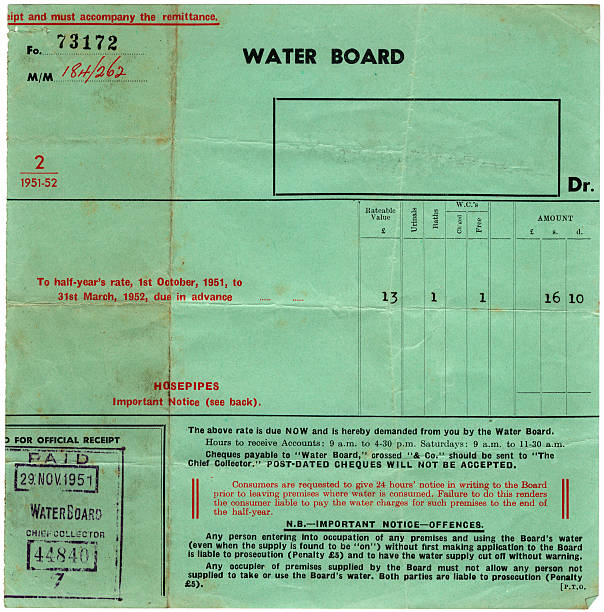 eipt and must accompany the remittance.
Fo. 73172
WATER BOARD
M/M 184/262
Dr.
2
1951-52
Rateable Value £
Urinals
Baths
W.C.'s
Ch'and
Free
AMOUNT
£ s. d.
To half-year's rate, 1st October, 1951, to
31st March, 1952, due in advance ..... ..... 13 1 1 16 10
HOSEPIPES
Important Notice (see back).
D FOR OFFICIAL RECEIPT
PAID
29.NOV.1951
WATER BOARD
CHIEF COLLECTOR
44840
7
The above rate is due NOW and is hereby demanded from you by the Water Board.
Hours to receive Accounts: 9 a.m. to 4-30 p.m. Saturdays: 9 a.m. to 11-30 a.m.
Cheques payable to "Water Board," crossed "& Co." should be sent to "The
Chief Collector." POST-DATED CHEQUES WILL NOT BE ACCEPTED.
Consumers are requested to give 24 hours' notice in writing to the Board
prior to leaving premises where water is consumed. Failure to do this renders
the consumer liable to pay the water charges for such premises to the end of
the half-year.
N.B.—IMPORTANT NOTICE—OFFENCES.
Any person entering into occupation of any premises and using the Board's water
(even when the supply is found to be "on") without first making application to the Board
is liable to prosecution (Penalty £5) and to have the water supply cut off without warning.
Any occupier of premises supplied by the Board must not allow any person not
supplied to take or use the Board's water. Both parties are liable to prosecution (Penalty
£5).
[P.T.O.